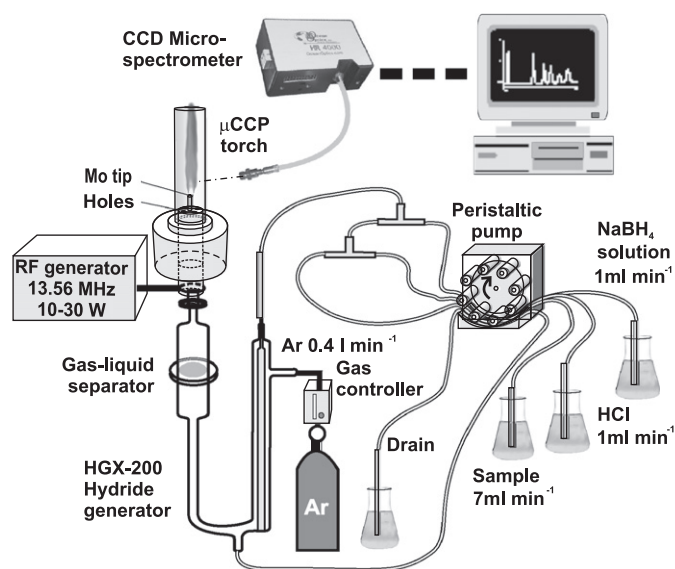 CCD Micro-
spectrometer
HR 4000
μCCP
torch
Mo tip
Holes
RF generator
13.56 MHz
10-30 W
Peristaltic
pump
NaBH₄
solution
1ml min⁻¹
Gas-liquid
separator
Ar 0.4 l min⁻¹
Gas
controller
HGX-200
Hydride
generator
Ar
Drain
Sample
7ml min⁻¹
HCl
1ml min⁻¹